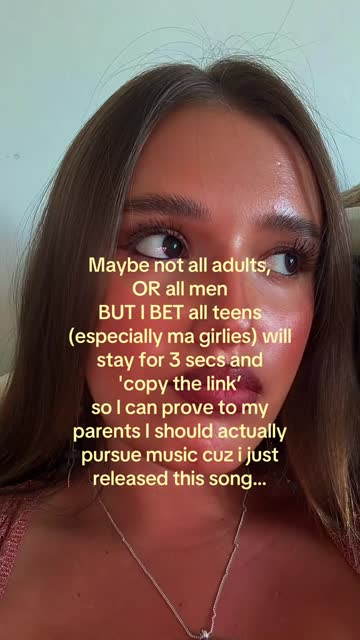 Maybe not all adults,
OR all men
BUT I BET all teens
(especially ma girlies) will
stay for 3 secs and
'copy the link’
so I can prove to my
parents I should actually
pursue music cuz i just
released this song...